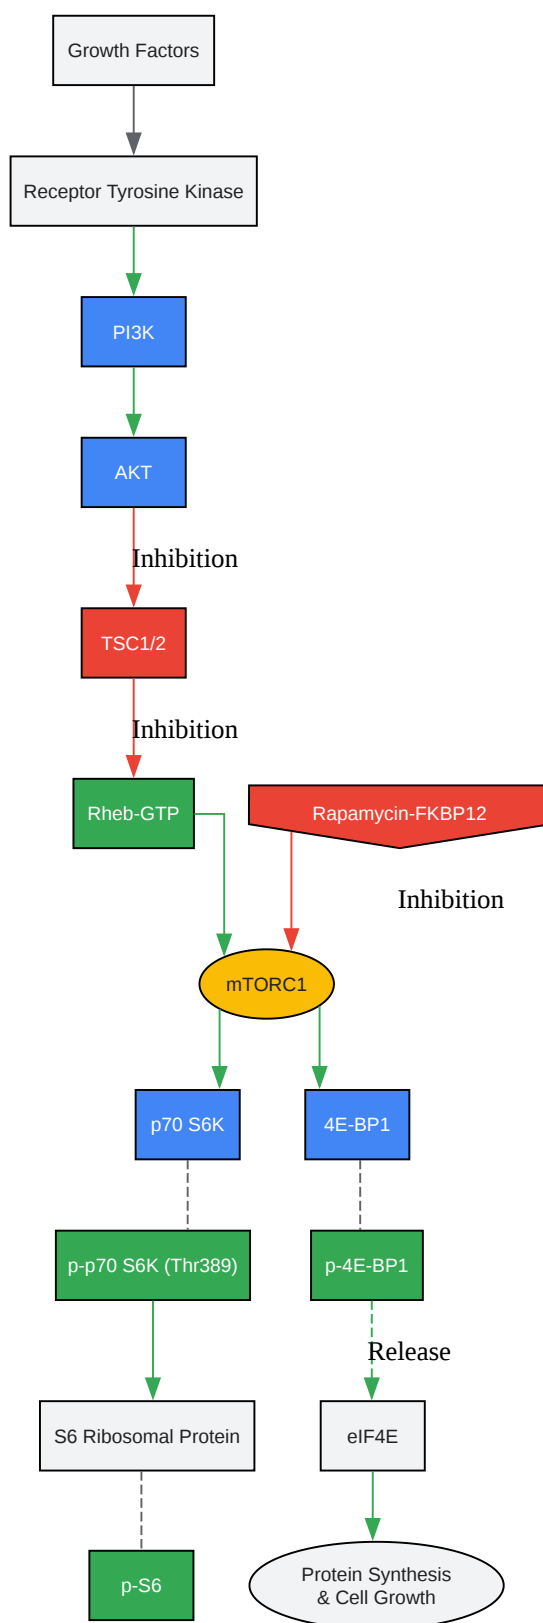 Growth Factors
Receptor Tyrosine Kinase
PI3K
AKT
Inhibition
TSC1/2
Inhibition
Rheb-GTP
Rapamycin-FKBP12
Inhibition
mTORC1
p70 S6K
4E-BP1
p-p70 S6K (Thr389)
p-4E-BP1
Release
S6 Ribosomal Protein
eIF4E
p-S6
Protein Synthesis
& Cell Growth